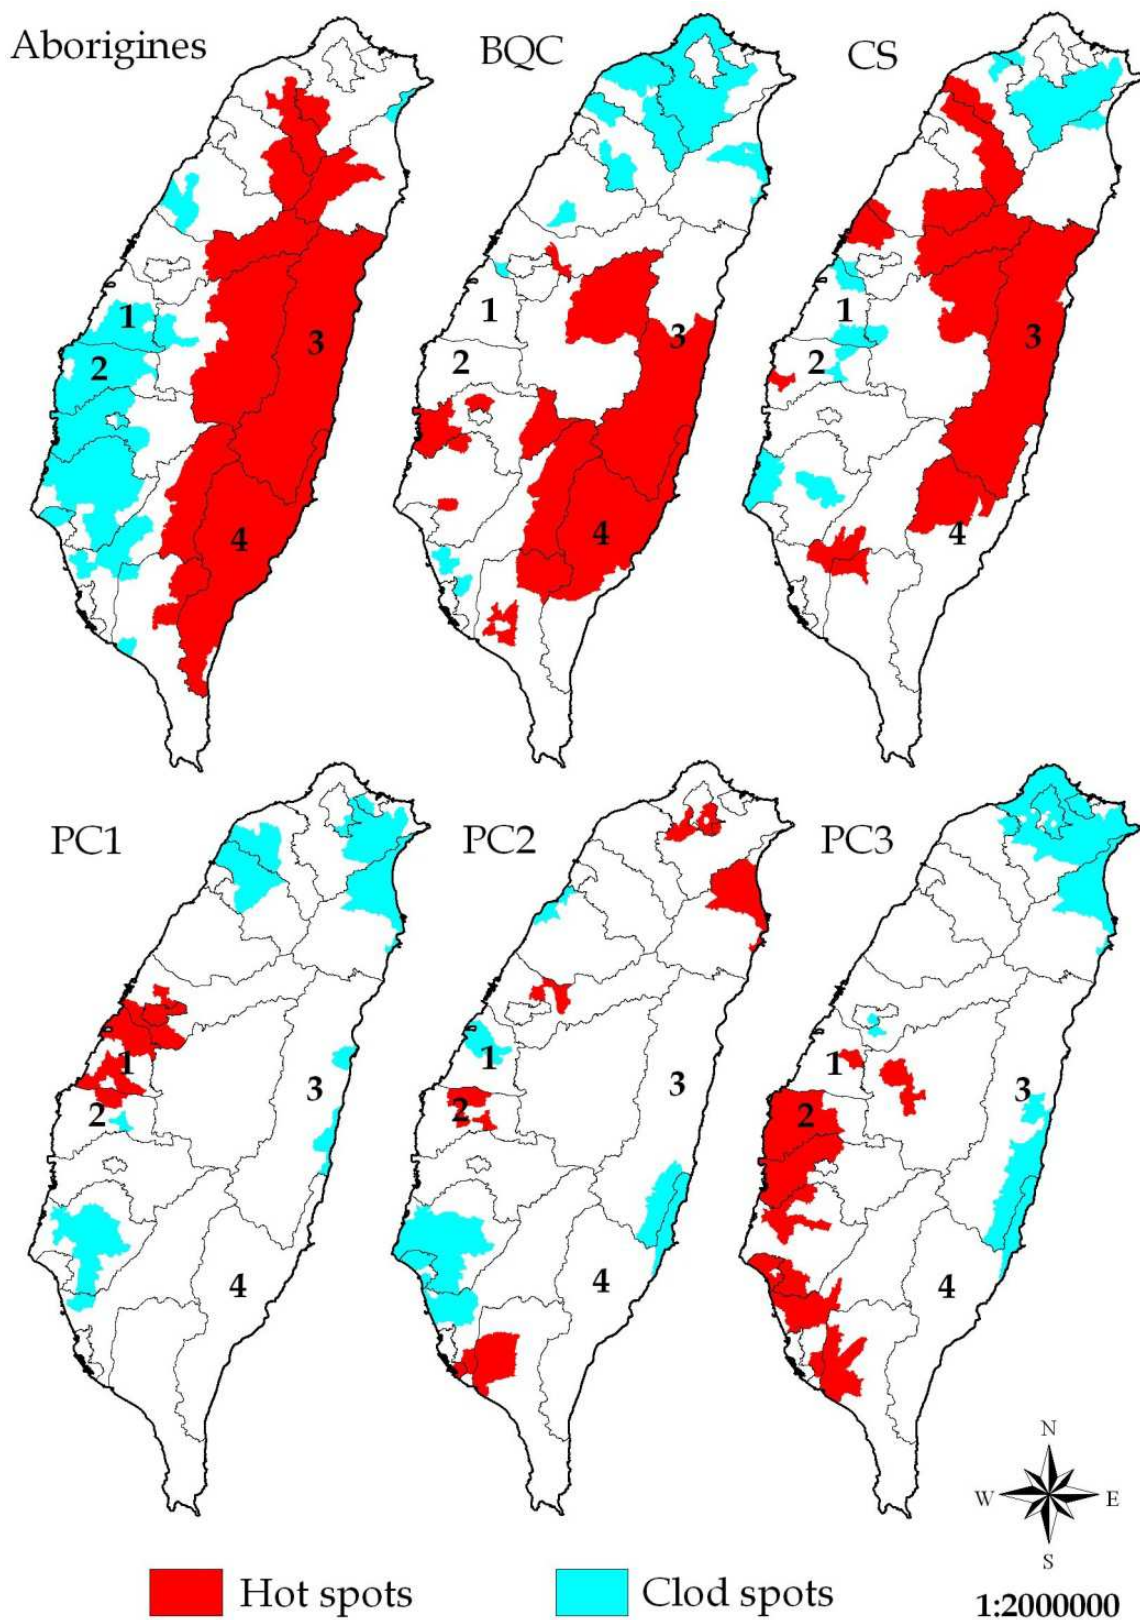 Aborigines BQC CS
1 1 1
2 2 2
3 3 3
4 4 4
PC1 PC2 PC3
1 1 1
2 2 2
3 3 3
4 4 4
N
W E
S
Hot spots Clod spots 1:2000000